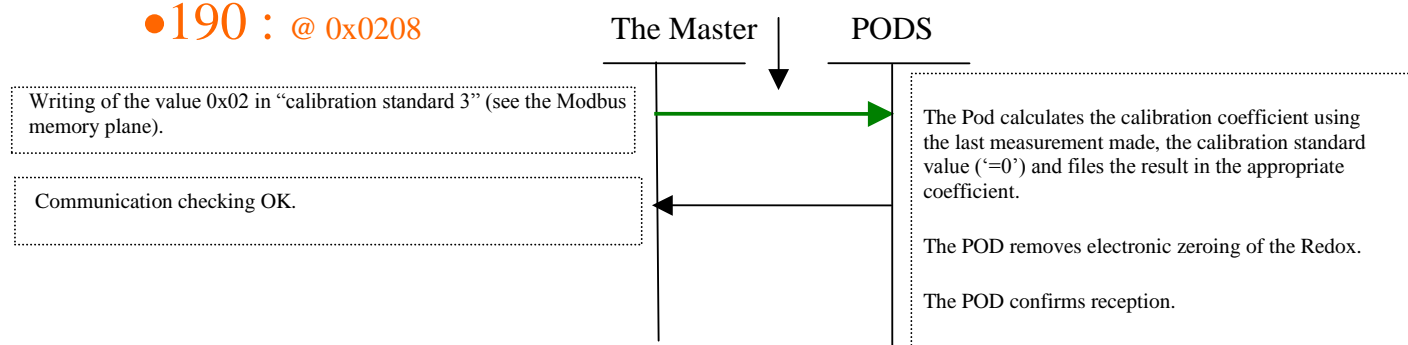 •190 : @ 0x0208
The Master
PODS
Writing of the value 0x02 in “calibration standard 3” (see the Modbus
memory plane).
Communication checking OK.
The Pod calculates the calibration coefficient using
the last measurement made, the calibration standard
value (‘=0’) and files the result in the appropriate
coefficient.
The POD removes electronic zeroing of the Redox.
The POD confirms reception.